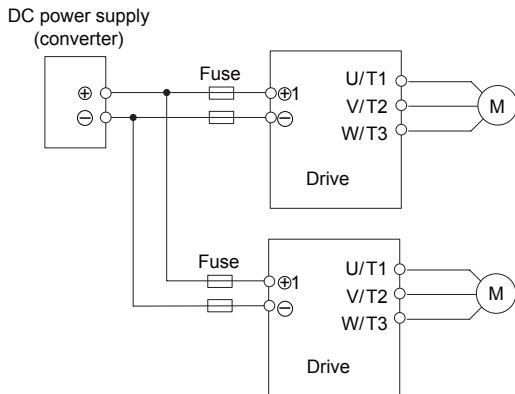 DC power supply
(converter)
Fuse
⊕
⊕1
U/T1
⊖
⊖
V/T2
M
W/T3
Drive
Fuse
⊕1
U/T1
⊖
V/T2
M
W/T3
Drive